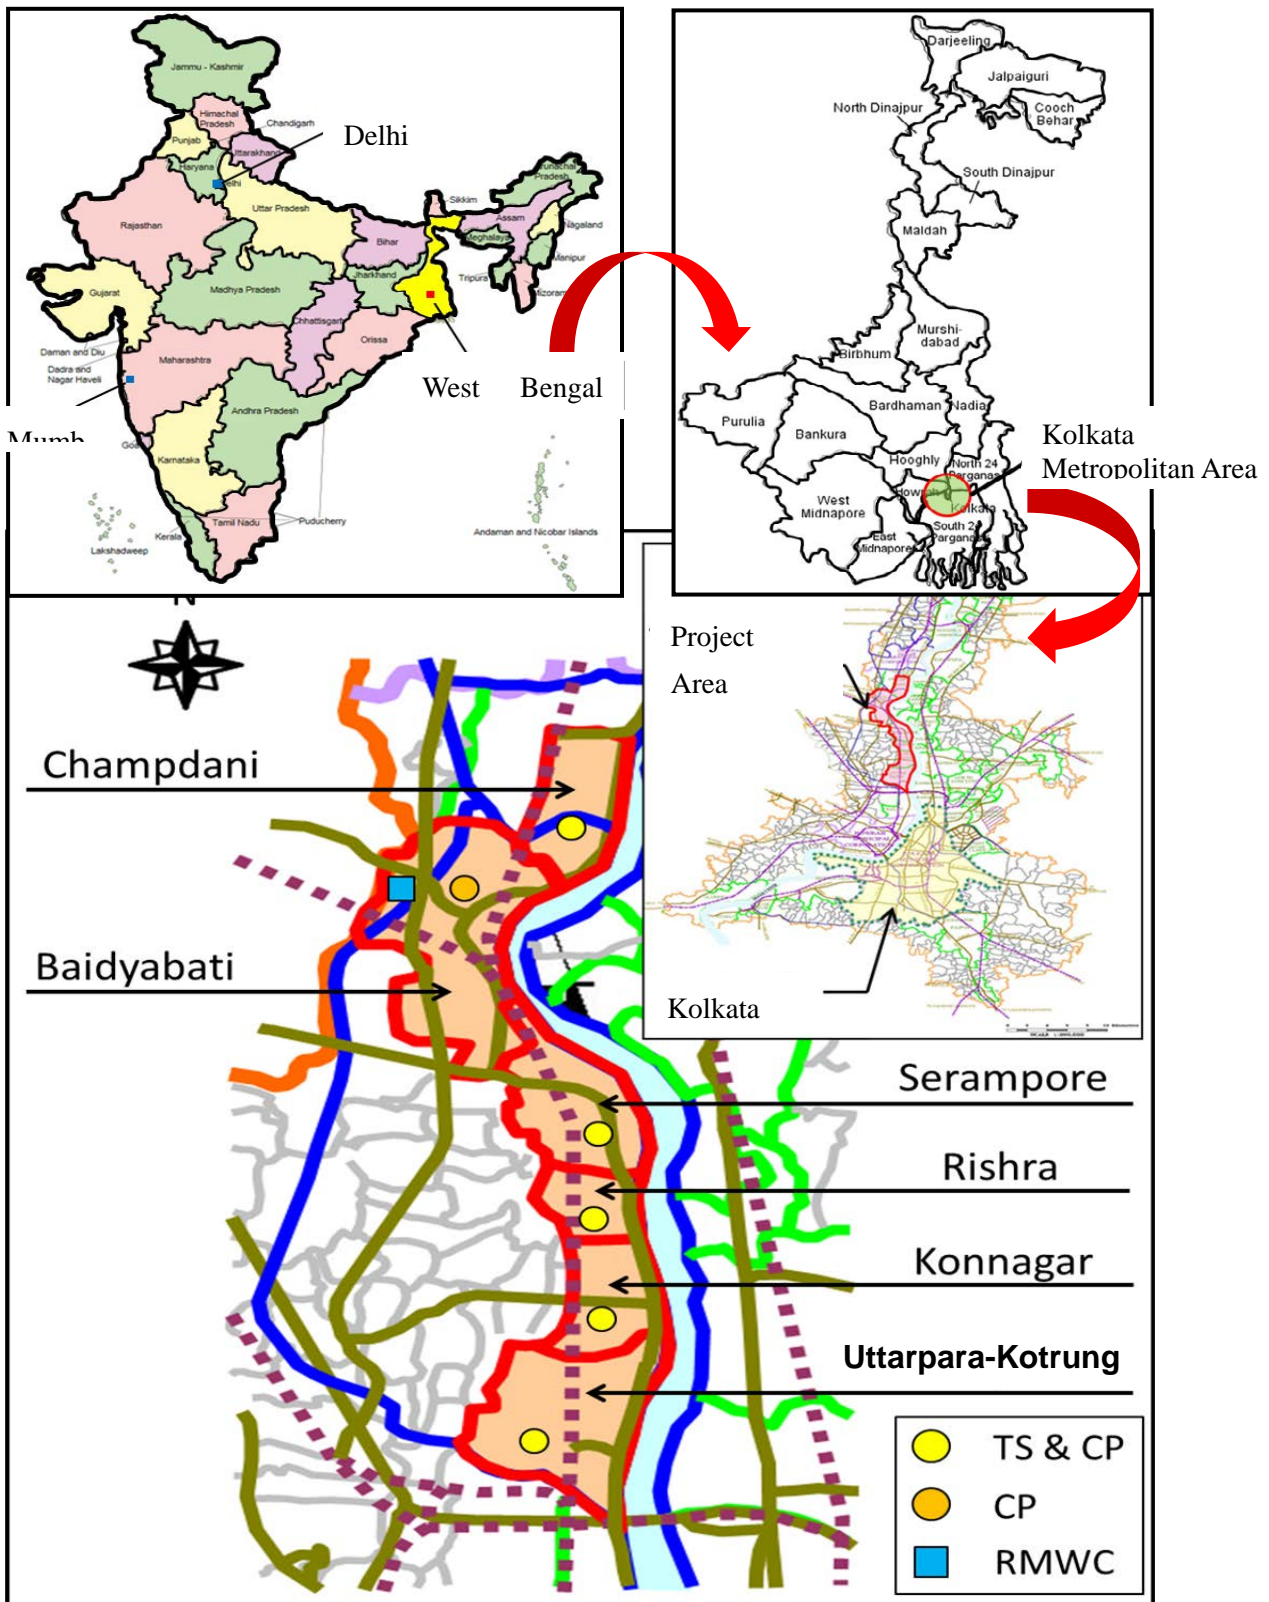 Jammu - Kashmir
Himachal
Pradesh
Chandigarh
Punjab
Uttarakhand
Haryana
Delhi
Delhi
Rajasthan
Uttar Pradesh
Sikkim
Arunachal
Pradesh
Assam
Nagaland
Bihar
Meghalaya
Manipur
Tripura
Mizoram
Jharkhand
Gujarat
Madhya Pradesh
Chhattisgarh
Orissa
Daman and Diu
Dadra and
Nagar Haveli
Maharashtra
West Bengal
Mumb
Andhra Pradesh
Goa
Karnataka
Kerala
Tamil Nadu
Puducherry
Lakshadweep
Andaman and Nicobar Islands
Darjeeling
Jalpaiguri
North Dinajpur
Cooch
Behar
South Dinajpur
Maldah
Murshi-
dabad
Birbhum
Bardhaman
Nadia
Purulia
Bankura
Hooghly
North 24
Parganas
Howrah
Kolkata
West
Midnapore
South 24
Parganas
East
Midnapore
Kolkata
Metropolitan Area
Project
Area
Kolkata
N
Champdani
Baidyabati
Serampore
Rishra
Konnagar
Uttarpara-Kotrung
TS & CP
CP
RMWC